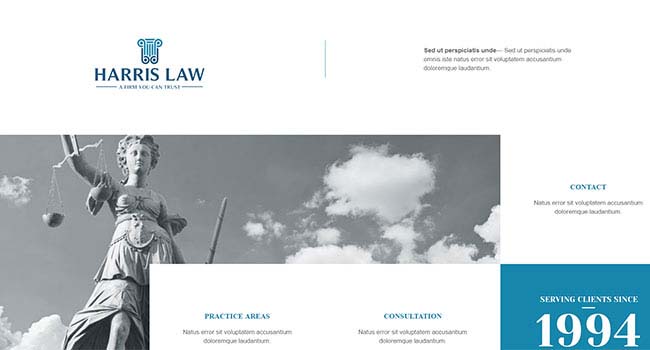 HARRIS LAW
A FIRM YOU CAN TRUST
Sed ut perspiciatis unde— Sed ut perspiciatis unde
omnis iste natus error sit voluptatem accusantium
doloremque laudantium.
CONTACT
Natus error sit voluptatem accusantium
doloremque laudantium.
PRACTICE AREAS
Natus error sit voluptatem accusantium
doloremque laudantium.
CONSULTATION
Natus error sit voluptatem accusantium
doloremque laudantium.
SERVING CLIENTS SINCE
1994